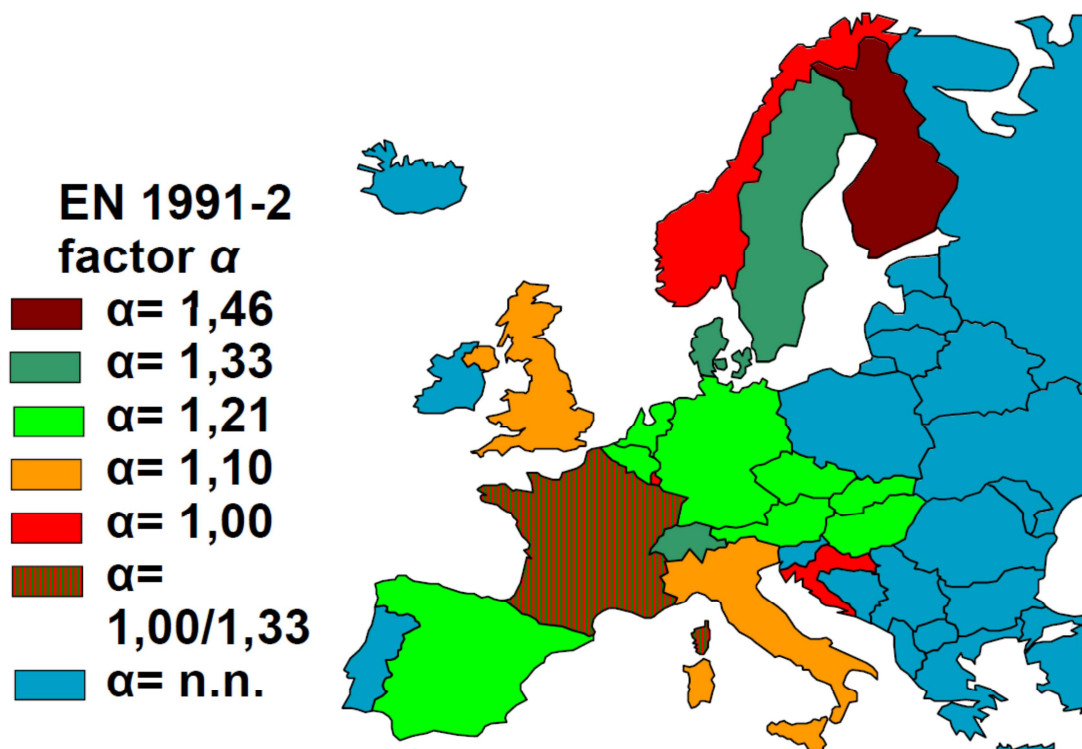 EN 1991-2
factor α
α= 1,46
α= 1,33
α= 1,21
α= 1,10
α= 1,00
α=
1,00/1,33
α= n.n.